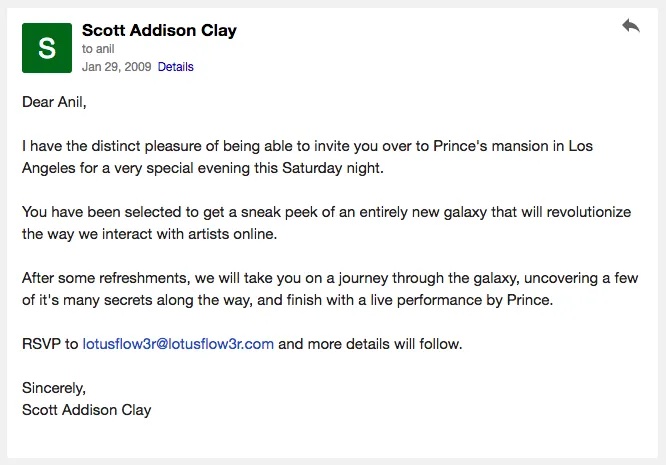 S
Scott Addison Clay
to anil
Jan 29, 2009 Details
Dear Anil,
I have the distinct pleasure of being able to invite you over to Prince's mansion in Los
Angeles for a very special evening this Saturday night.
You have been selected to get a sneak peek of an entirely new galaxy that will revolutionize
the way we interact with artists online.
After some refreshments, we will take you on a journey through the galaxy, uncovering a few
of it's many secrets along the way, and finish with a live performance by Prince.
RSVP to lotusflow3r@lotusflow3r.com and more details will follow.
Sincerely,
Scott Addison Clay